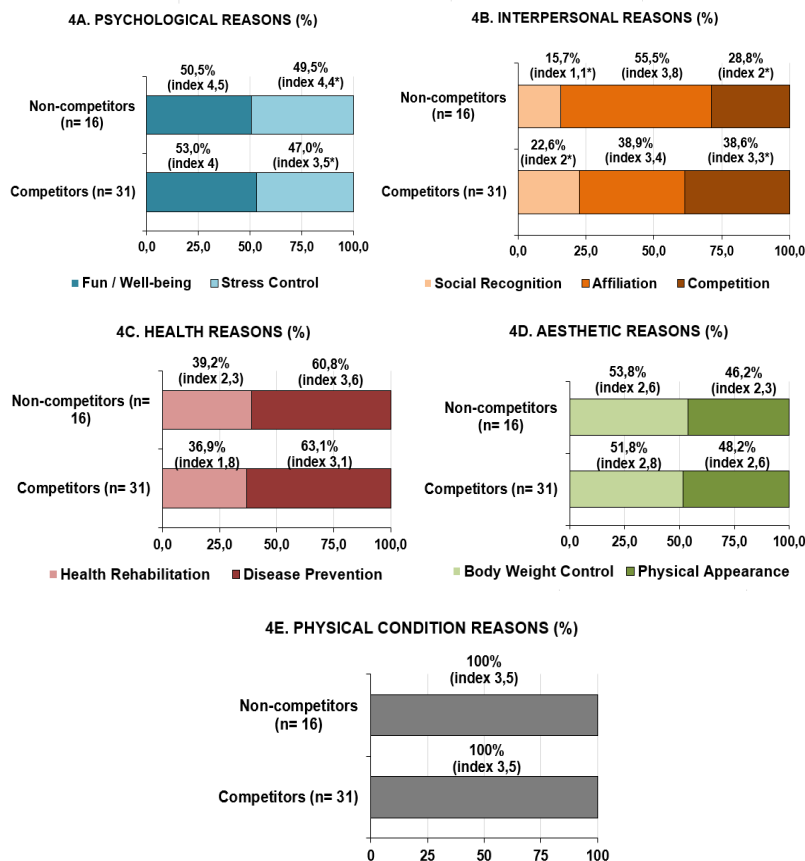 4A. PSYCHOLOGICAL REASONS (%)
50,5%
(index 4,5)
49,5%
(index 4,4*)
Non-competitors
(n= 16)
53,0%
(index 4)
47,0%
(index 3,5*)
Competitors (n= 31)
0,0 25,0 50,0 75,0 100,0
Fun / Well-being Stress Control
4B. INTERPERSONAL REASONS (%)
15,7%
(index 1,1*)
55,5%
(index 3,8)
28,8%
(index 2*)
Non-competitors
(n= 16)
22,6%
(index 2*)
38,9%
(index 3,4)
38,6%
(index 3,3*)
Competitors (n= 31)
0,0 25,0 50,0 75,0 100,0
Social Recognition Affiliation Competition
4C. HEALTH REASONS (%)
39,2%
(index 2,3)
60,8%
(index 3,6)
Non-competitors (n=
16)
36,9%
(index 1,8)
63,1%
(index 3,1)
Competitors (n= 31)
0,0 25,0 50,0 75,0 100,0
Health Rehabilitation Disease Prevention
4D. AESTHETIC REASONS (%)
53,8%
(index 2,6)
46,2%
(index 2,3)
Non-competitors
(n= 16)
51,8%
(index 2,8)
48,2%
(index 2,6)
Competitors (n= 31)
0,0 25,0 50,0 75,0 100,0
Body Weight Control Physical Appearance
4E. PHYSICAL CONDITION REASONS (%)
100%
(index 3,5)
Non-competitors
(n= 16)
100%
(index 3,5)
Competitors (n= 31)
0 25 50 75 100